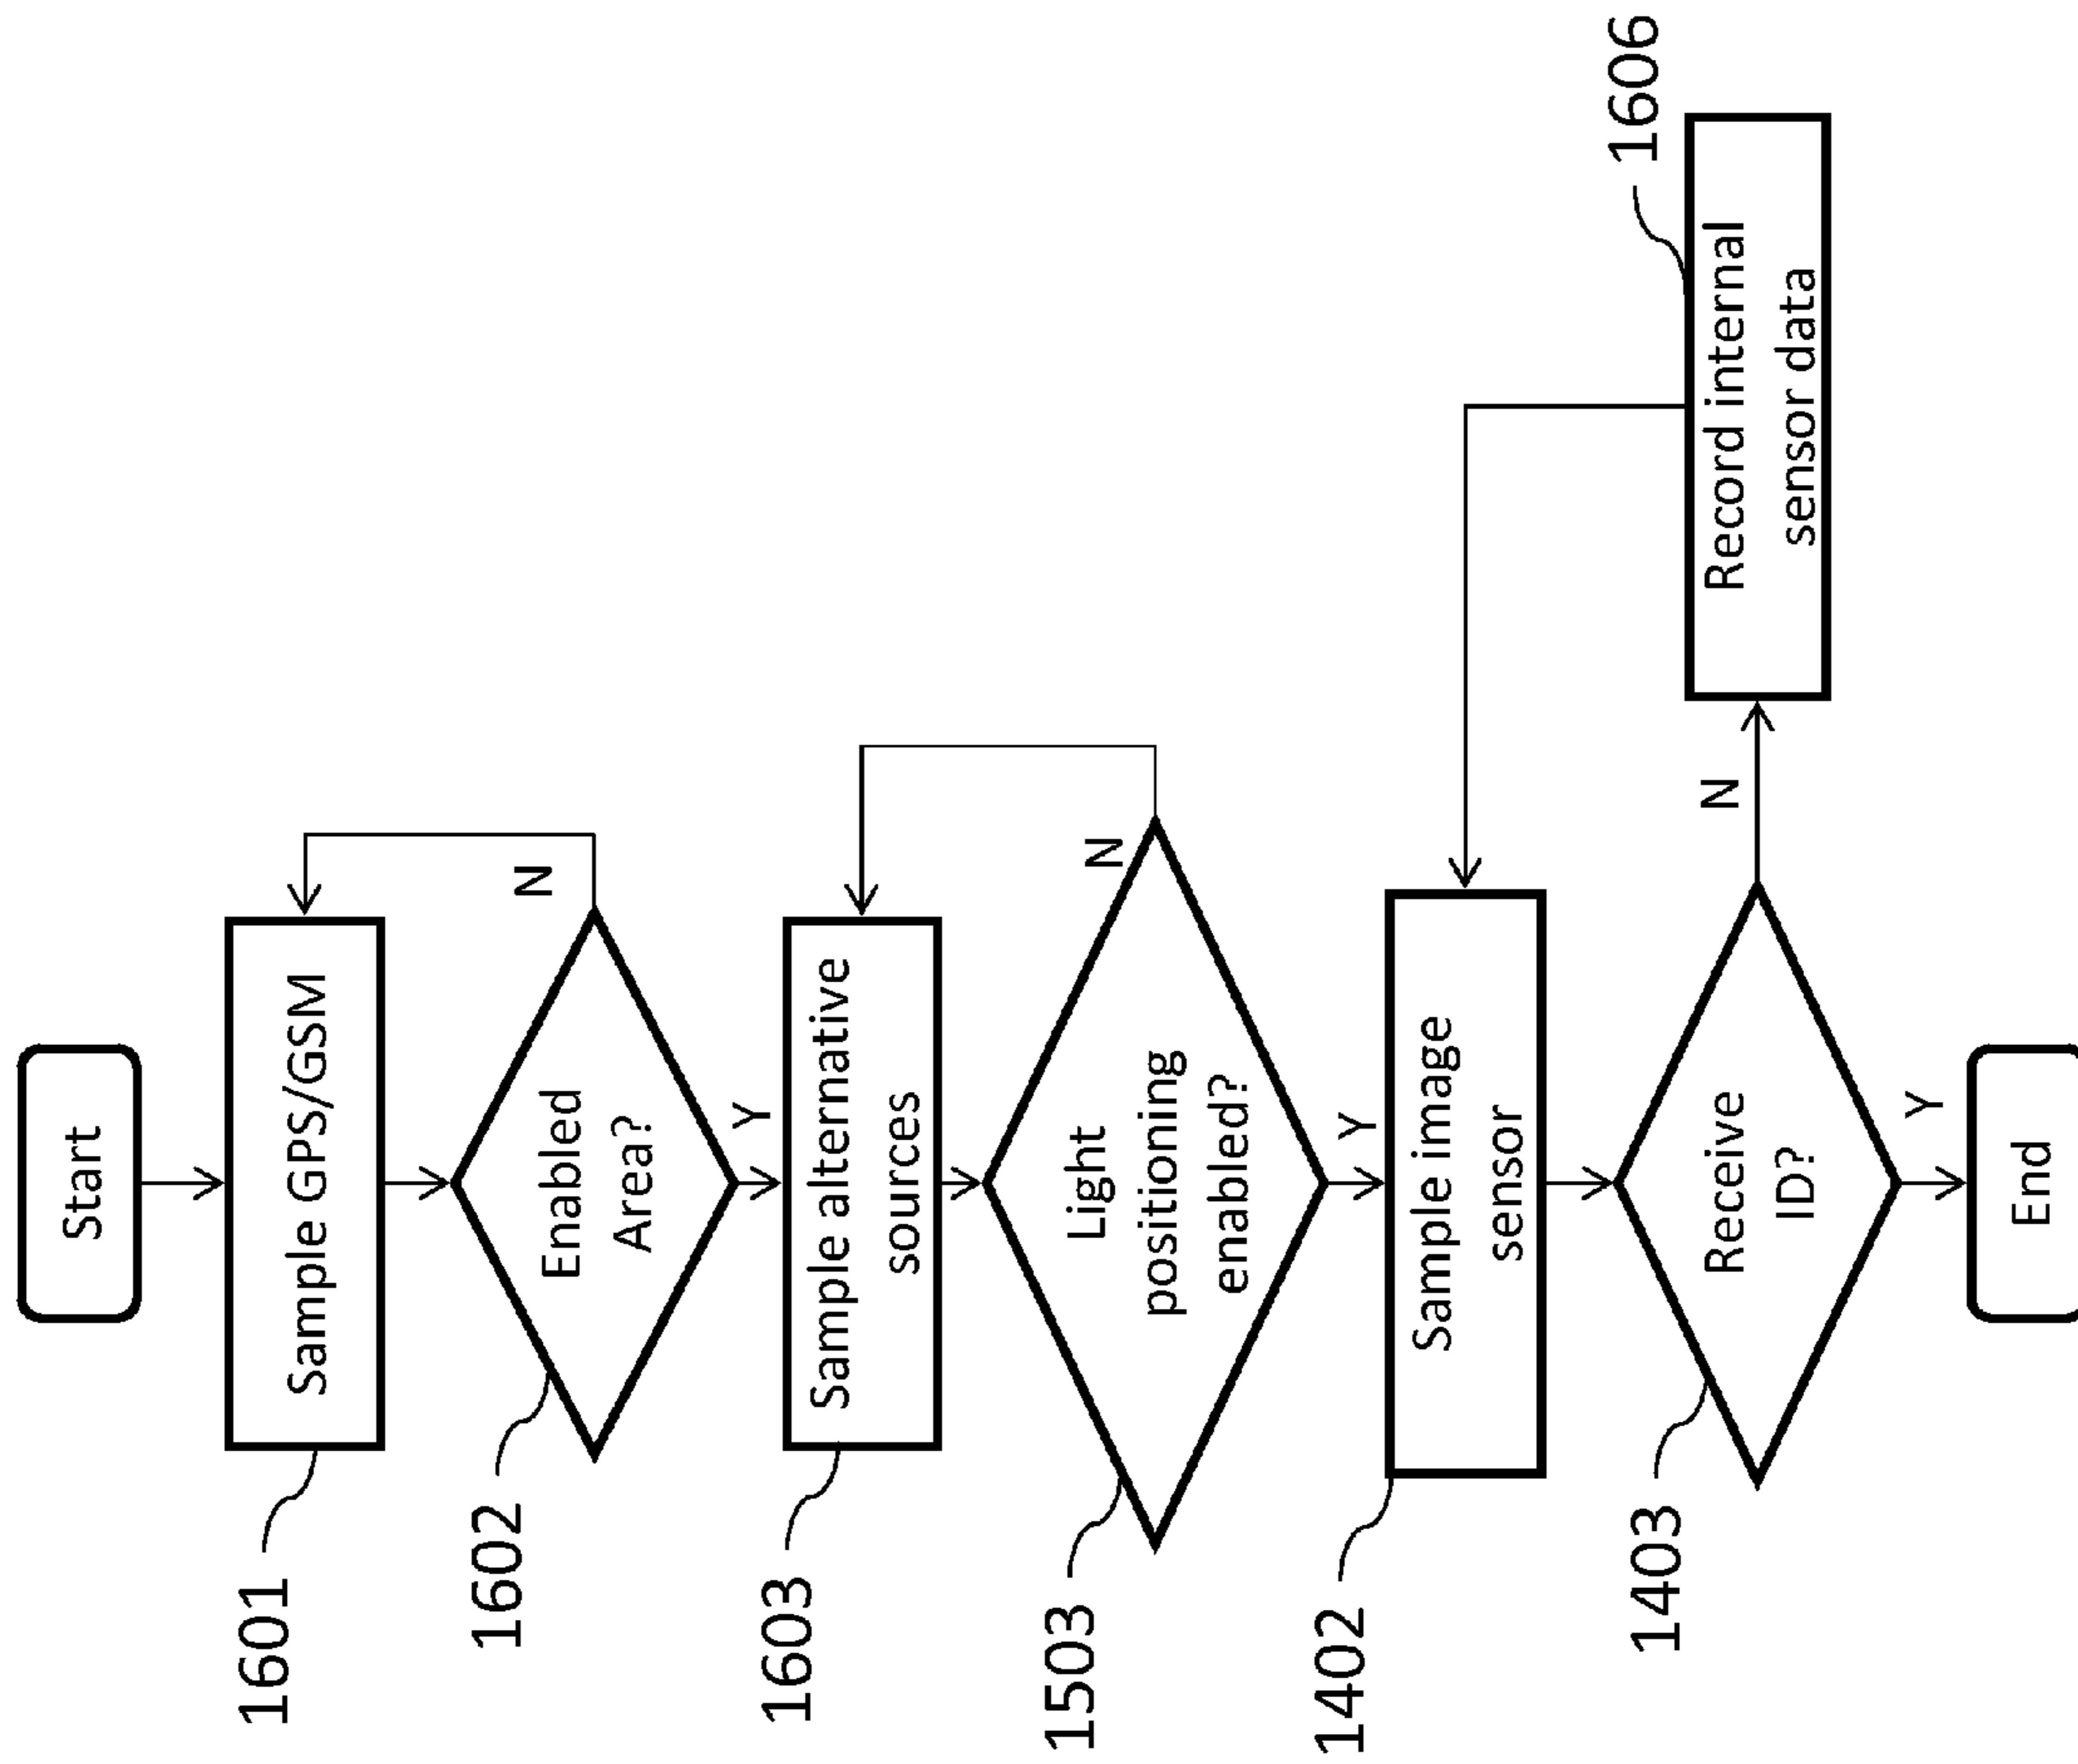 Start
1601
Sample GPS/GSM
1602
Enabled
Area?
N
Y
1603
Sample alternative
sources
1503
Light
positioning
enabled?
N
Y
1402
Sample image
sensor
1403
Receive
ID?
N
1606
Record internal
sensor data
Y
End